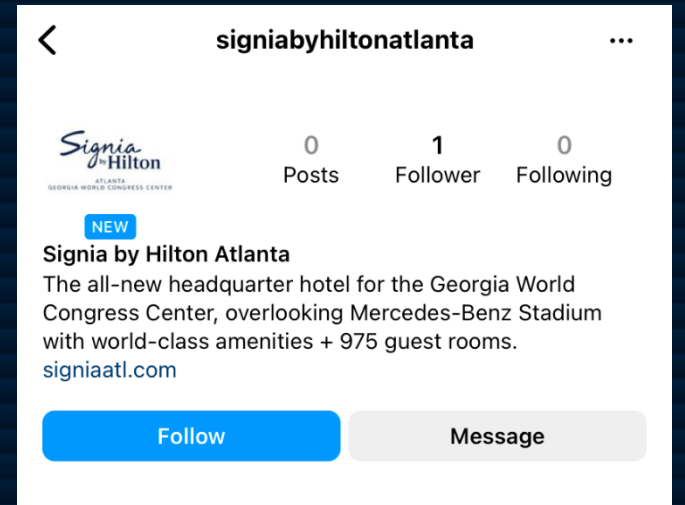 signiabyhiltonatlanta
Signia
by Hilton
ATLANTA
GEORGIA WORLD CONGRESS CENTER
0
Posts
1
Follower
0
Following
NEW
Signia by Hilton Atlanta
The all-new headquarter hotel for the Georgia World
Congress Center, overlooking Mercedes-Benz Stadium
with world-class amenities + 975 guest rooms.
signiaatl.com
Follow
Message